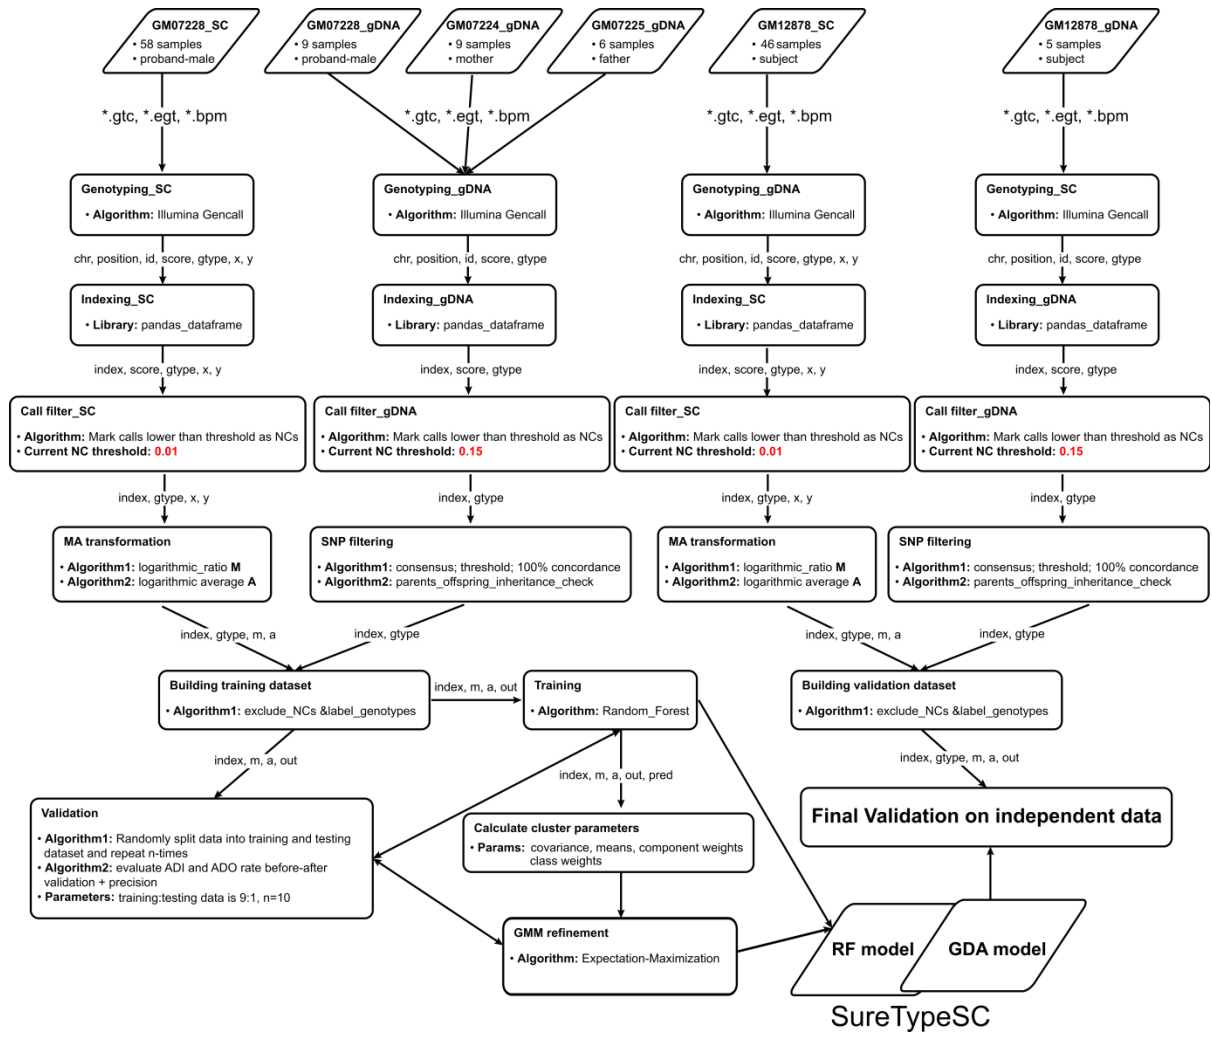 GM07228_SC
• 58 samples
• proband-male
GM07228_gDNA
• 9 samples
• proband-male
GM07224_gDNA
• 9 samples
• mother
GM07225_gDNA
• 6 samples
• father
GM12878_SC
• 46 samples
• subject
GM12878_gDNA
• 5 samples
• subject
*.gtc, *.egt, *.bpm
*.gtc, *.egt, *.bpm
*.gtc, *.egt, *.bpm
*.gtc, *.egt, *.bpm
Genotyping_SC
• Algorithm: Illumina Gencall
Genotyping_gDNA
• Algorithm: Illumina Gencall
Genotyping_gDNA
• Algorithm: Illumina Gencall
Genotyping_SC
• Algorithm: Illumina Gencall
chr, position, id, score, gtype, x, y
chr, position, id, score, gtype
chr, position, id, score, gtype, x, y
chr, position, id, score, gtype
Indexing_SC
• Library: pandas_dataframe
Indexing_gDNA
• Library: pandas_dataframe
Indexing_SC
• Library: pandas_dataframe
Indexing_gDNA
• Library: pandas_dataframe
index, score, gtype, x, y
index, score, gtype
index, score, gtype, x, y
index, score, gtype
Call filter_SC
• Algorithm: Mark calls lower than threshold as NCs
• Current NC threshold: 0.01
Call filter_gDNA
• Algorithm: Mark calls lower than threshold as NCs
• Current NC threshold: 0.15
Call filter_SC
• Algorithm: Mark calls lower than threshold as NCs
• Current NC threshold: 0.01
Call filter_gDNA
• Algorithm: Mark calls lower than threshold as NCs
• Current NC threshold: 0.15
index, gtype, x, y
index, gtype
index, gtype, x, y
index, gtype
MA transformation
• Algorithm1: logarithmic_ratio M
• Algorithm2: logarithmic average A
SNP filtering
• Algorithm1: consensus; threshold; 100% concordance
• Algorithm2: parents_offspring_inheritance_check
MA transformation
• Algorithm1: logarithmic_ratio M
• Algorithm2: logarithmic average A
SNP filtering
• Algorithm1: consensus; threshold; 100% concordance
• Algorithm2: parents_offspring_inheritance_check
index, gtype, m, a
index, gtype
index, gtype, m, a
index, gtype
Building training dataset
• Algorithm1: exclude_NCs &label_genotypes
index, m, a, out
Training
• Algorithm: Random_Forest
Building validation dataset
• Algorithm1: exclude_NCs &label_genotypes
index, m, a, out
index, m, a, out, pred
index, gtype, m, a, out
Validation
• Algorithm1: Randomly split data into training and testing
dataset and repeat n-times
• Algorithm2: evaluate ADI and ADO rate before-after
validation + precision
• Parameters: training:testing data is 9:1, n=10
Calculate cluster parameters
• Params: covariance, means, component weights
class weights
Final Validation on independent data
GMM refinement
• Algorithm: Expectation-Maximization
RF model
GDA model
SureTypeSC